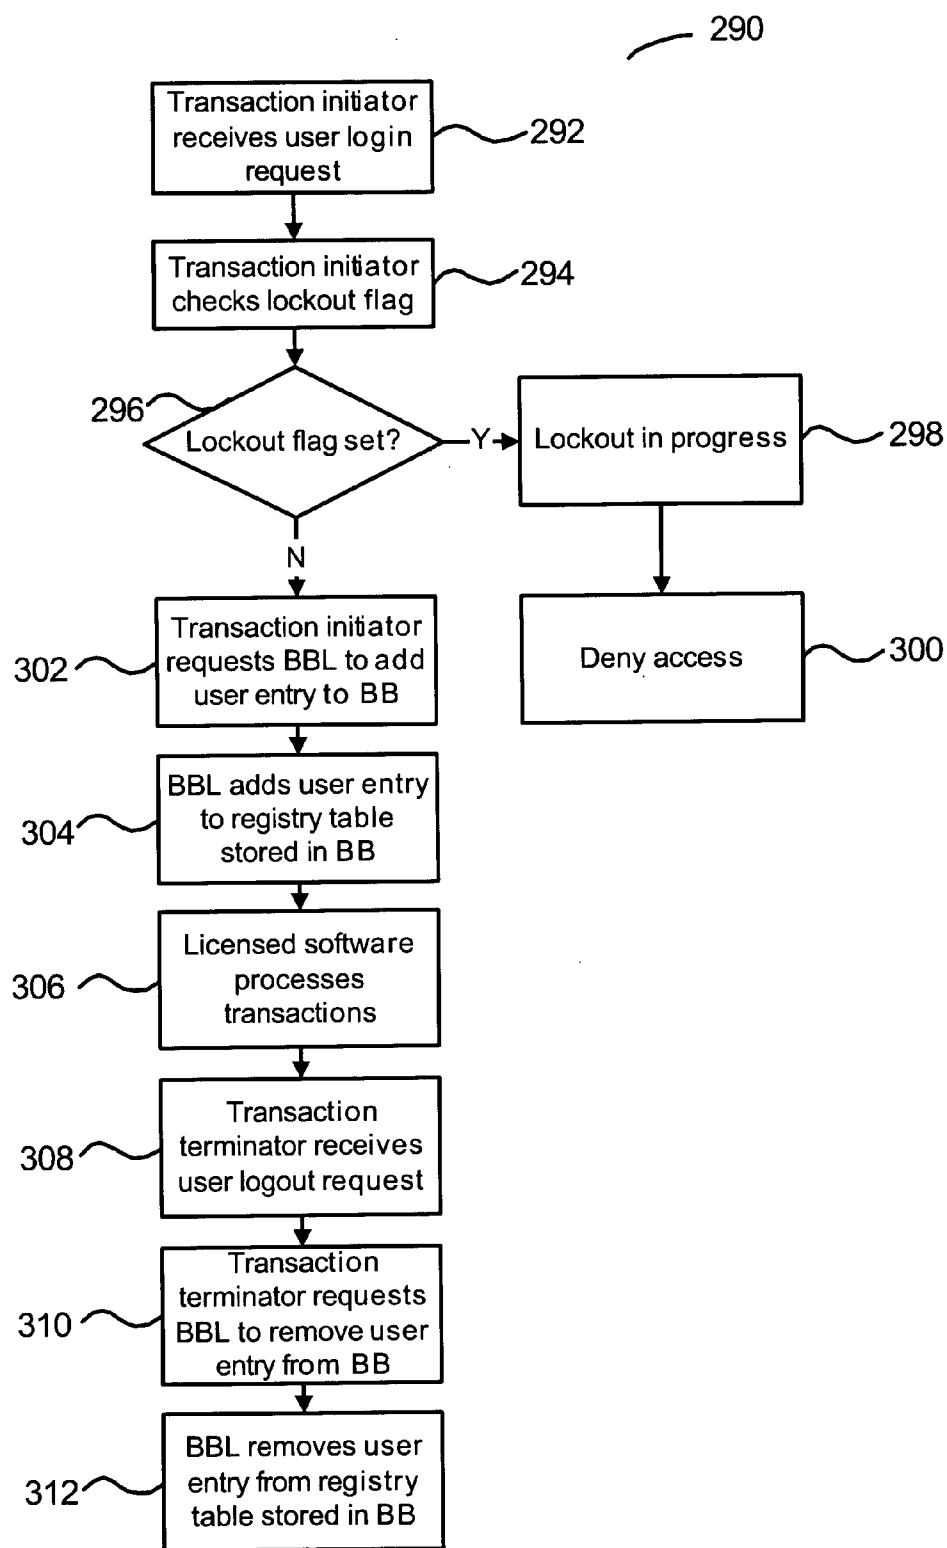 290
Transaction initiator
receives user login
request
292
Transaction initiator
checks lockout flag
294
296
Lockout flag set?
Y
Lockout in progress
298
N
Deny access
300
302
Transaction initiator
requests BBL to add
user entry to BB
304
BBL adds user entry
to registry table
stored in BB
306
Licensed software
processes
transactions
308
Transaction
terminator receives
user logout request
310
Transaction
terminator requests
BBL to remove user
entry from BB
312
BBL removes user
entry from registry
table stored in BB